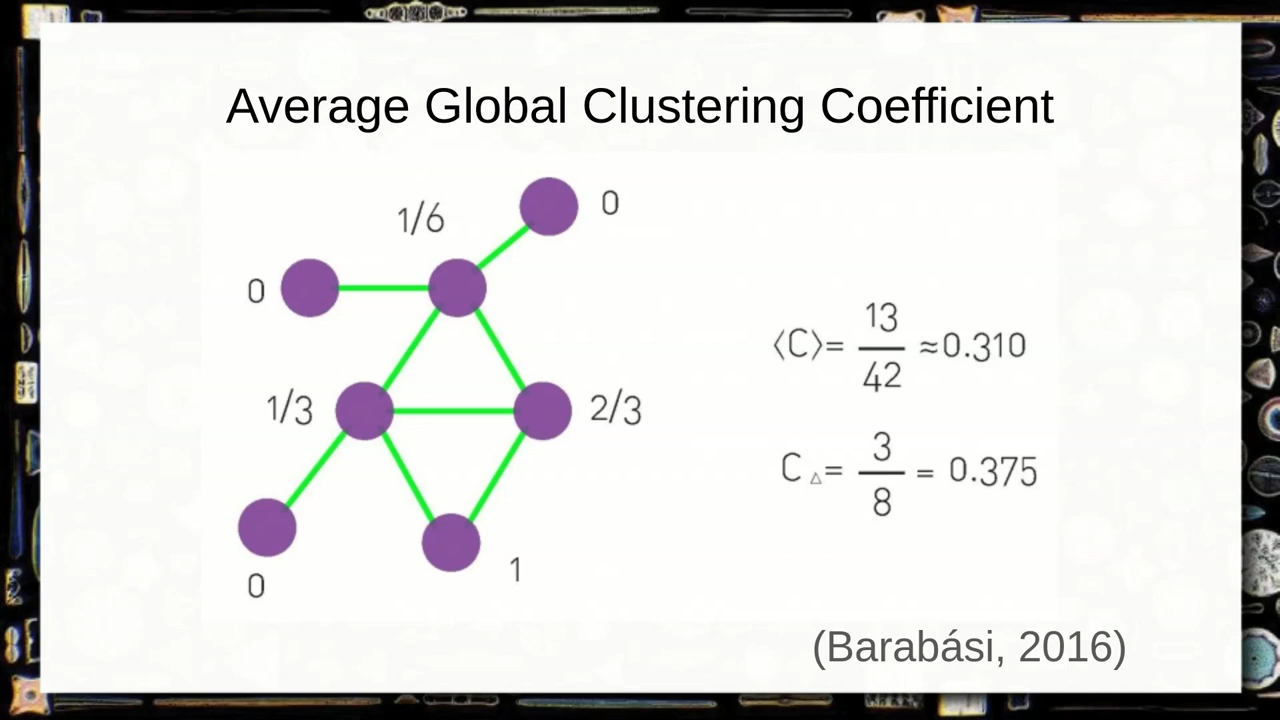 Average Global Clustering Coefficient
0
1/6
0
1/3
2/3
0
1
⟨C⟩= 13/42 ≈0.310
C △= 3/8 = 0.375
(Barabási, 2016)